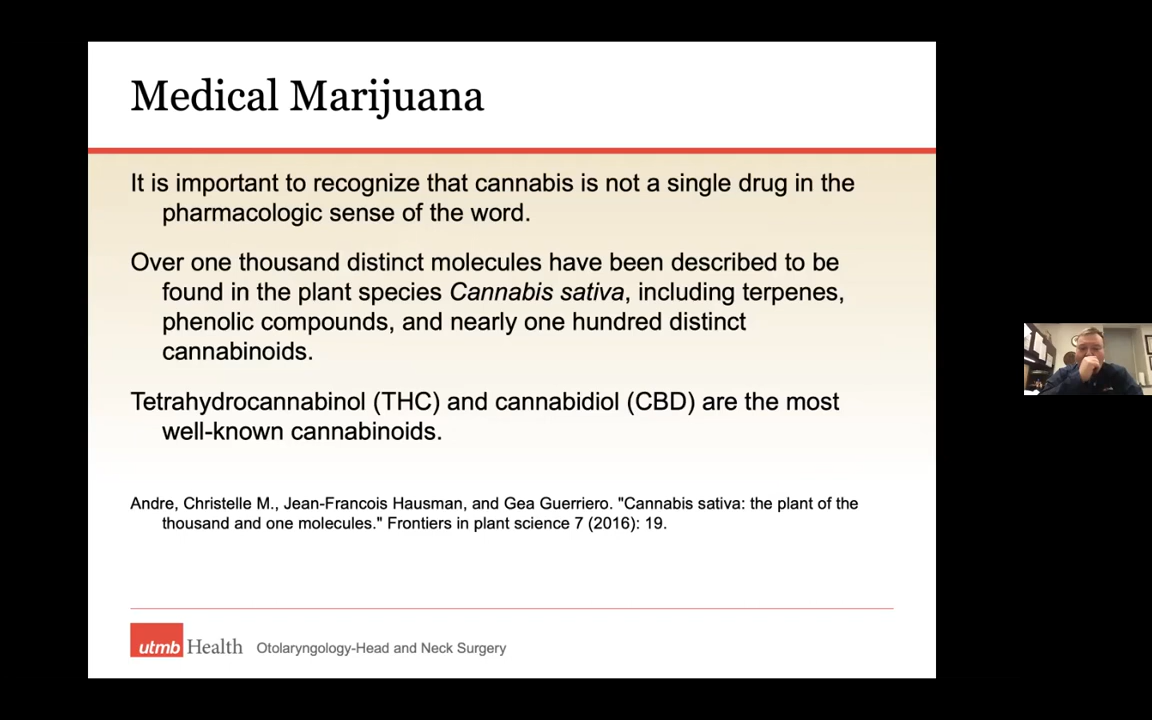 Medical Marijuana
It is important to recognize that cannabis is not a single drug in the
pharmacologic sense of the word.
Over one thousand distinct molecules have been described to be
found in the plant species Cannabis sativa, including terpenes,
phenolic compounds, and nearly one hundred distinct
cannabinoids.
Tetrahydrocannabinol (THC) and cannabidiol (CBD) are the most
well-known cannabinoids.
Andre, Christelle M., Jean-Francois Hausman, and Gea Guerriero. "Cannabis sativa: the plant of the
thousand and one molecules." Frontiers in plant science 7 (2016): 19.
utmb Health Otolaryngology-Head and Neck Surgery